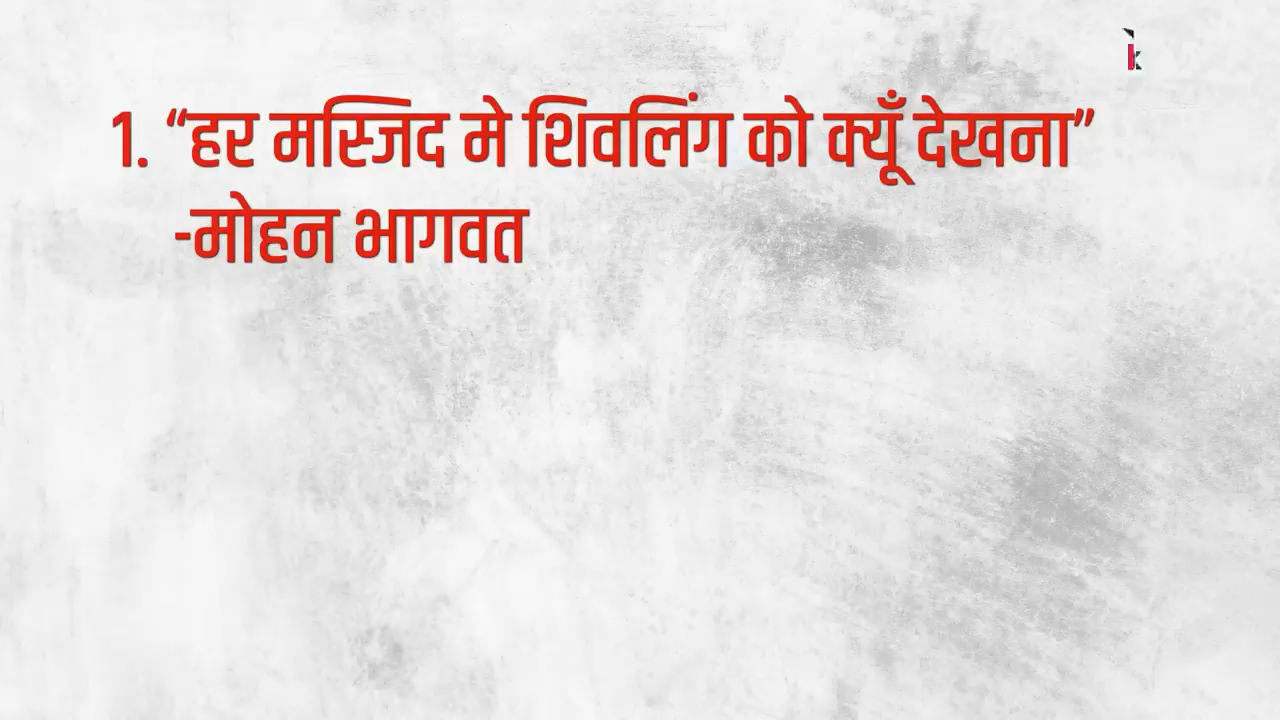 1. “हर मस्जिद मे शिवलिंग को क्यूँ देखना”
-मोहन भागवत
k